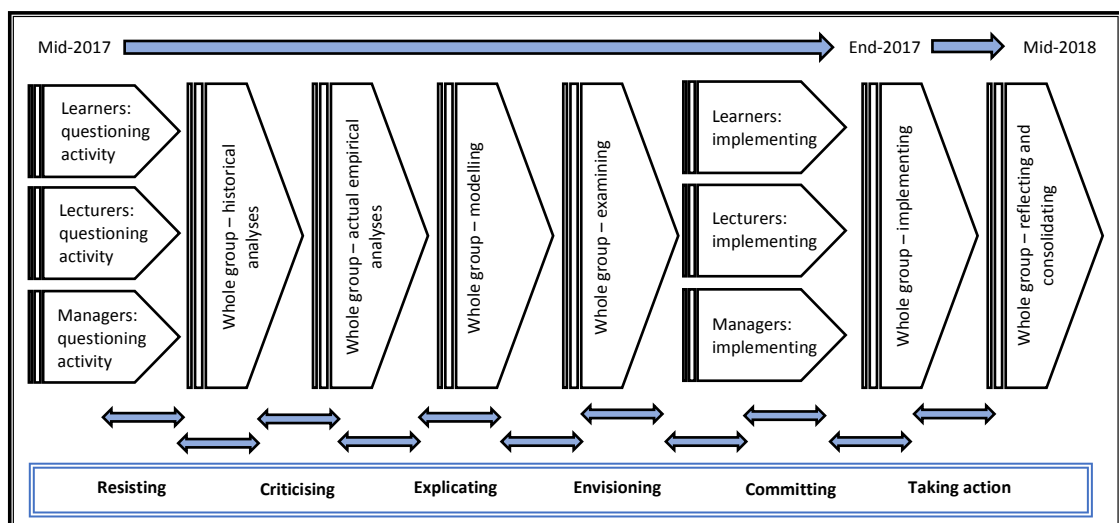 Mid-2017
End-2017
Mid-2018
Learners:
questioning
activity
Lecturers:
questioning
activity
Managers:
questioning
activity
Whole group – historical
analyses
Whole group – actual empirical
analyses
Whole group – modelling
Whole group – examining
Learners:
implementing
Lecturers:
implementing
Managers:
implementing
Whole group – implementing
Whole group – reflecting and
consolidating
Resisting
Criticising
Explicating
Envisioning
Committing
Taking action